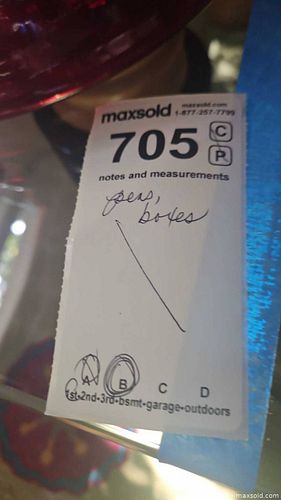 maxsold maxsold.com
1-877-257-7799
705 C
P
notes and measurements
pens,
boxes
A B C D
1st-2nd-3rd-bsmt-garage-outdoors
maxsold.com